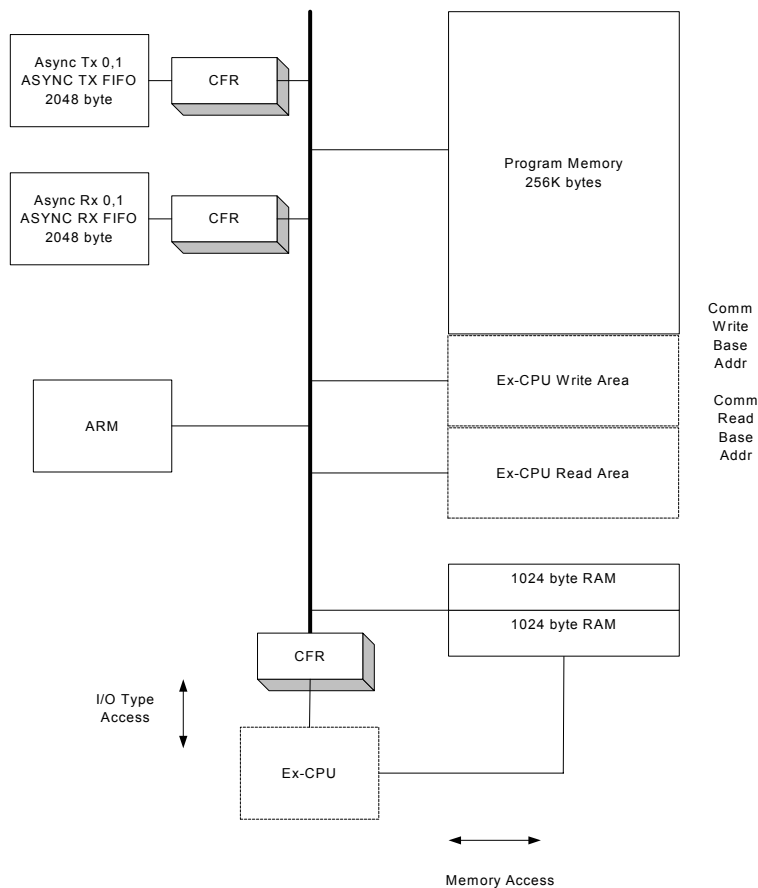 Async Tx 0,1
ASYNC TX FIFO
2048 byte
CFR
Program Memory
256K bytes
Async Rx 0,1
ASYNC RX FIFO
2048 byte
CFR
Comm
Write
Base
Addr
Ex-CPU Write Area
ARM
Comm
Read
Base
Addr
Ex-CPU Read Area
1024 byte RAM
1024 byte RAM
CFR
I/O Type
Access
Ex-CPU
Memory Access